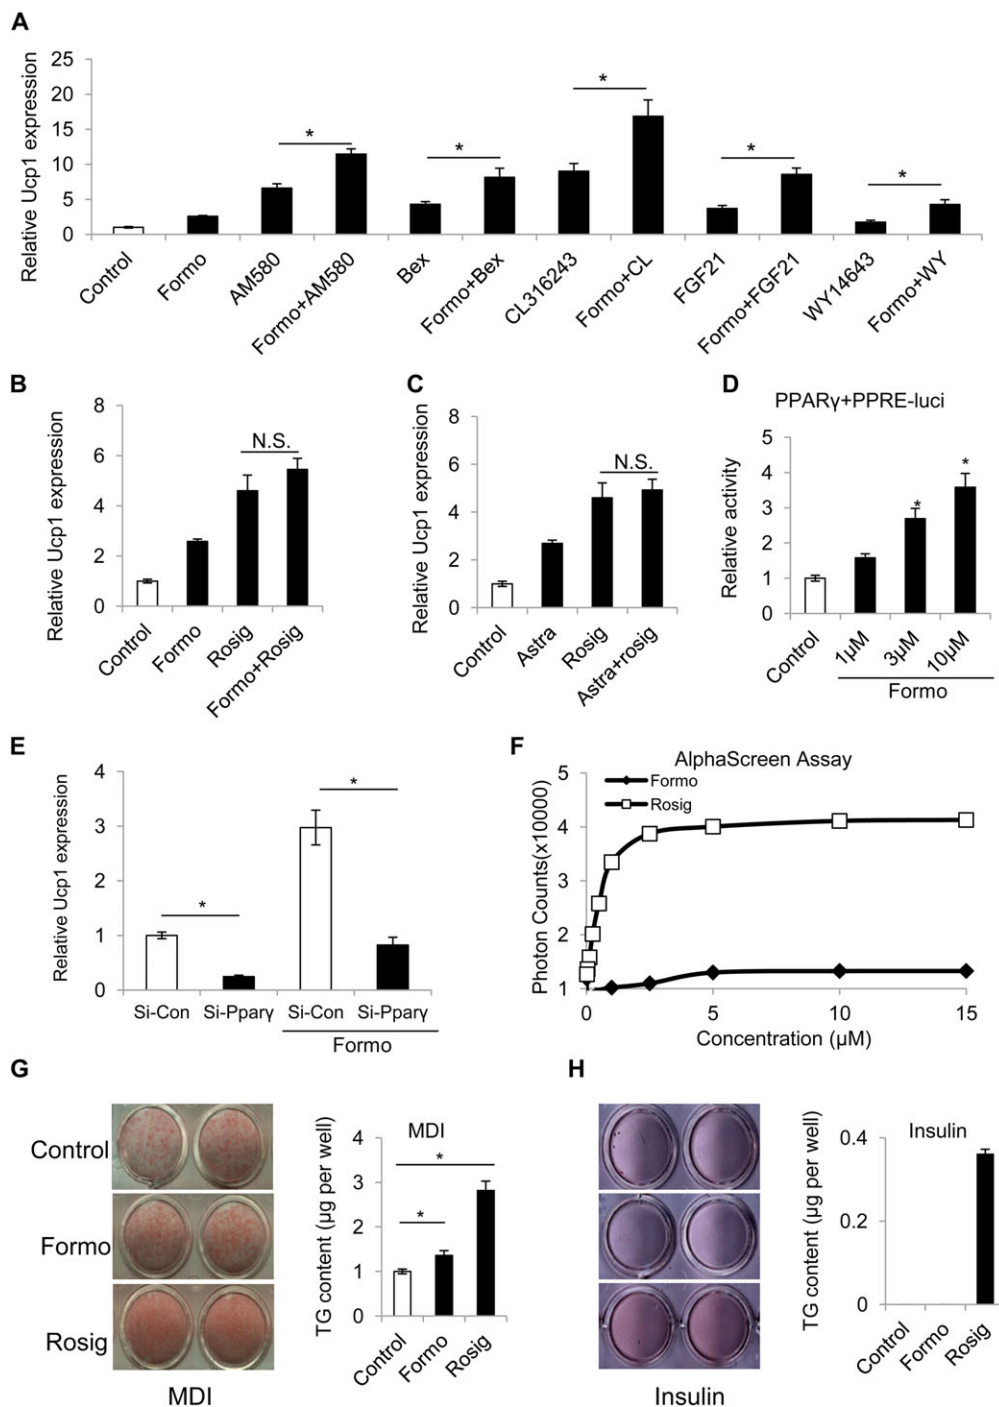 A
Relative Ucp1 expression
25
20
15
10
5
0
*
*
*
*
*
Control
Formo
AM580
Formo+AM580
Bex
Formo+Bex
CL316243
Formo+CL
FGF21
Formo+FGF21
WY14643
Formo+WY
B
Relative Ucp1 expression
8
6
4
2
0
N.S.
Control
Formo
Rosig
Formo+Rosig
C
Relative Ucp1 expression
8
6
4
2
0
N.S.
Control
Astra
Rosig
Astra+rosig
D
PPARγ+PPRE-luci
Relative activity
5
4
3
2
1
0
*
*
Control
1μM
3μM
10μM
Formo
E
Relative Ucp1 expression
4
3
2
1
0
*
*
Si-Con
Si-Pparγ
Si-Con
Si-Pparγ
Formo
F
AlphaScreen Assay
Formo
Rosig
Photon Counts(x10000)
5
4
3
2
1
0
5
10
15
Concentration (μM)
G
Control
Formo
Rosig
MDI
MDI
TG content (μg per well)
4
3
2
1
0
*
*
Control
Formo
Rosig
H
Insulin
Insulin
TG content (μg per well)
0.4
0.2
0
Control
Formo
Rosig